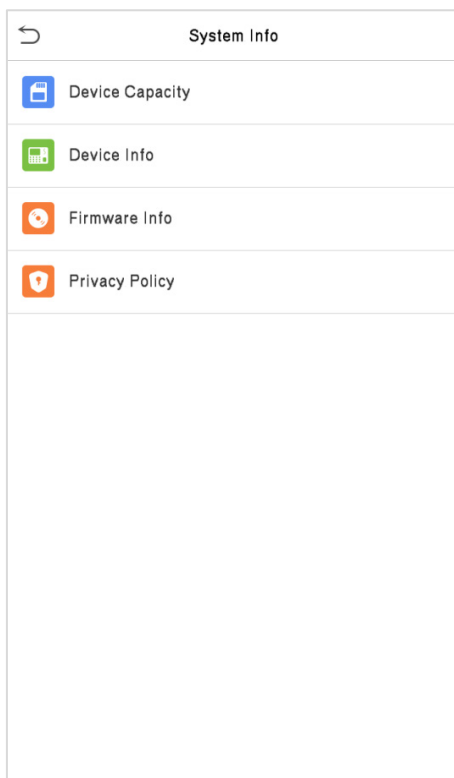 System Info
Device Capacity
Device Info
Firmware Info
Privacy Policy